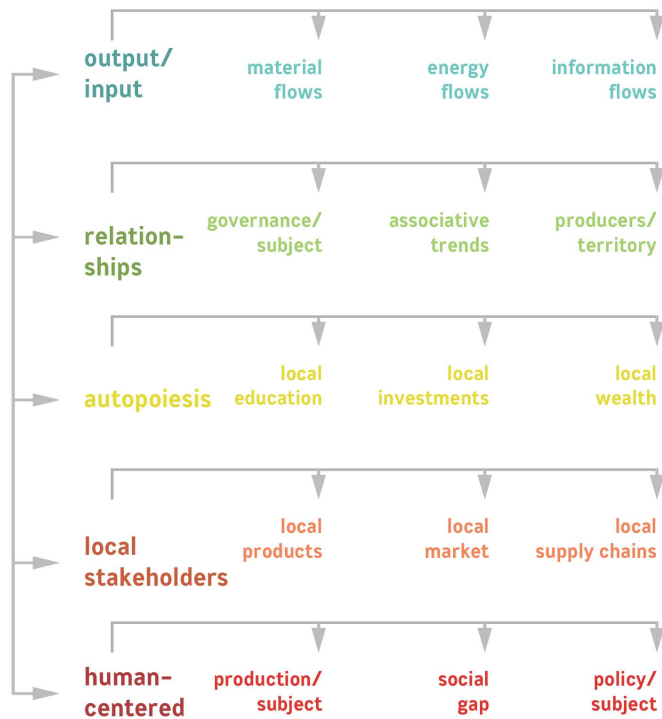 output/
input
material
flows
energy
flows
information
flows
relation-
ships
governance/
subject
associative
trends
producers/
territory
autopoiesis
local
education
local
investments
local
wealth
local
stakeholders
local
products
local
market
local
supply chains
human-
centered
production/
subject
social
gap
policy/
subject